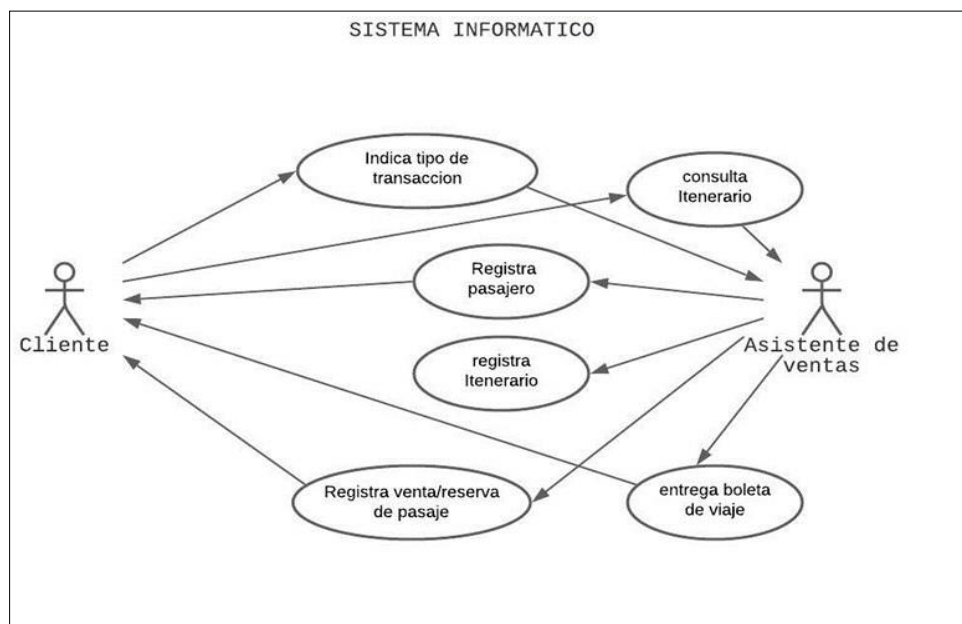 SISTEMA INFORMATICO
Indica tipo de
transaccion
consulta
Itenerario
Registra
pasajero
Cliente
Asistente de
ventas
registra
Itenerario
Registra venta/reserva
de pasaje
entrega boleta
de viaje